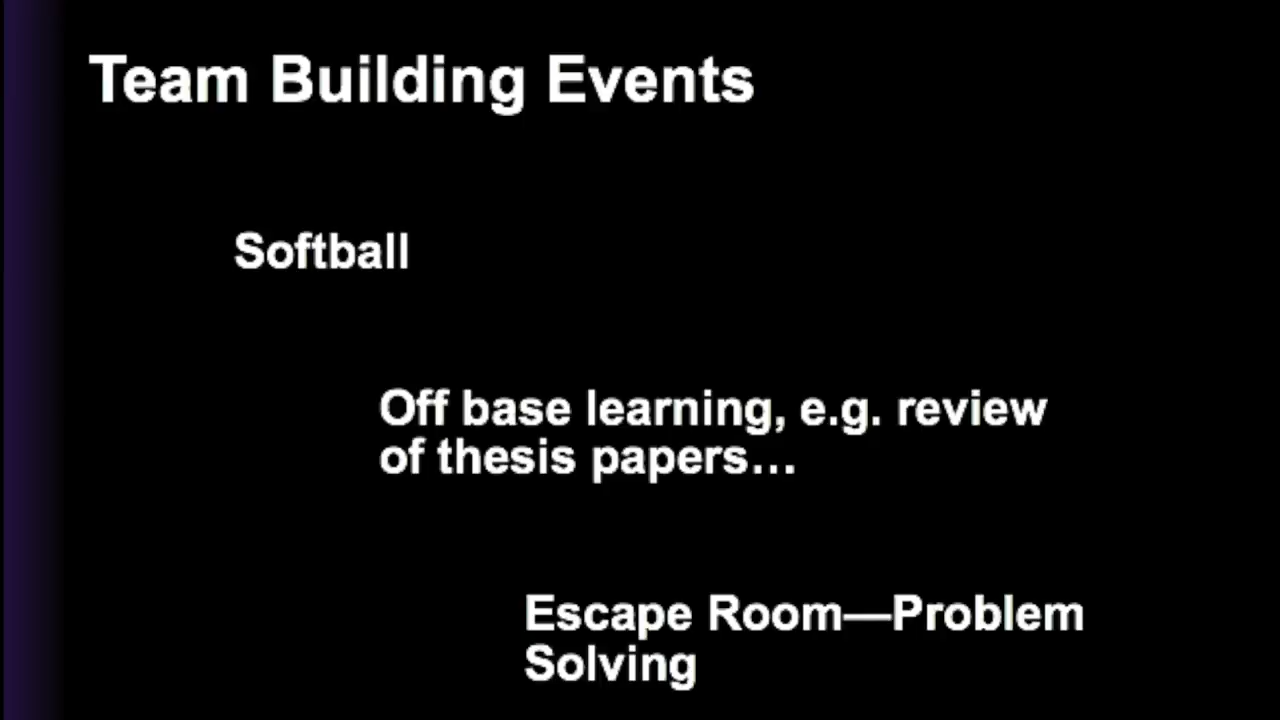 Team Building Events
Softball
Off base learning, e.g. review
of thesis papers…
Escape Room—Problem
Solving